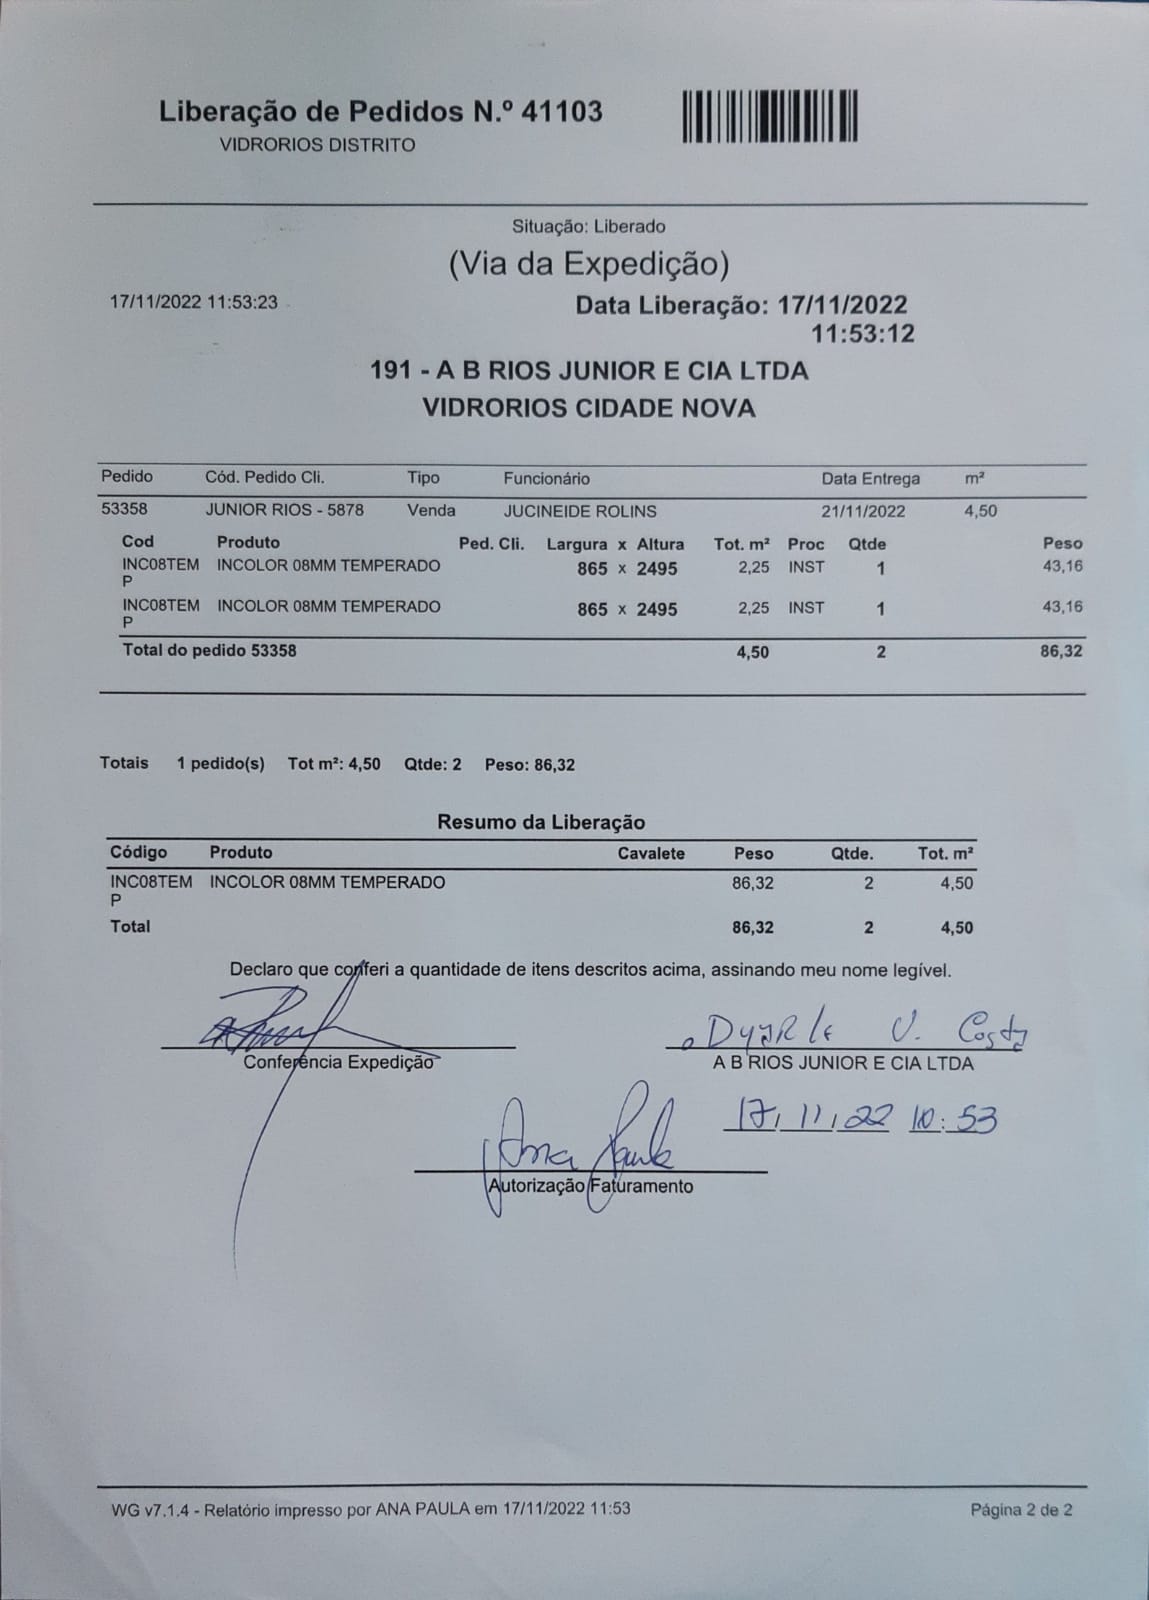 Liberação de Pedidos N.º 41103
VIDRORIOS DISTRITO
Situação: Liberado
(Via da Expedição)
17/11/2022 11:53:23 Data Liberação: 17/11/2022
11:53:12
191 - A B RIOS JUNIOR E CIA LTDA
VIDRORIOS CIDADE NOVA
Pedido Cód. Pedido Cli. Tipo Funcionário Data Entrega m²
53358 JUNIOR RIOS - 5878 Venda JUCINEIDE ROLINS 21/11/2022 4,50
Cod Produto Ped. Cli. Largura x Altura Tot. m² Proc Qtde Peso
INC08TEM INCOLOR 08MM TEMPERADO 865 x 2495 2,25 INST 1 43,16
P
INC08TEM INCOLOR 08MM TEMPERADO 865 x 2495 2,25 INST 1 43,16
P
Total do pedido 53358 4,50 2 86,32
Totais 1 pedido(s) Tot m²: 4,50 Qtde: 2 Peso: 86,32
Resumo da Liberação
Código Produto Cavalete Peso Qtde. Tot. m²
INC08TEM INCOLOR 08MM TEMPERADO 86,32 2 4,50
P
Total 86,32 2 4,50
Declaro que conferi a quantidade de itens descritos acima, assinando meu nome legível.
V. Costa
Conferência Expedição A B RIOS JUNIOR E CIA LTDA
17/11/22 10:53
Ana Paula
Autorização Faturamento
WG v7.1.4 - Relatório impresso por ANA PAULA em 17/11/2022 11:53 Página 2 de 2